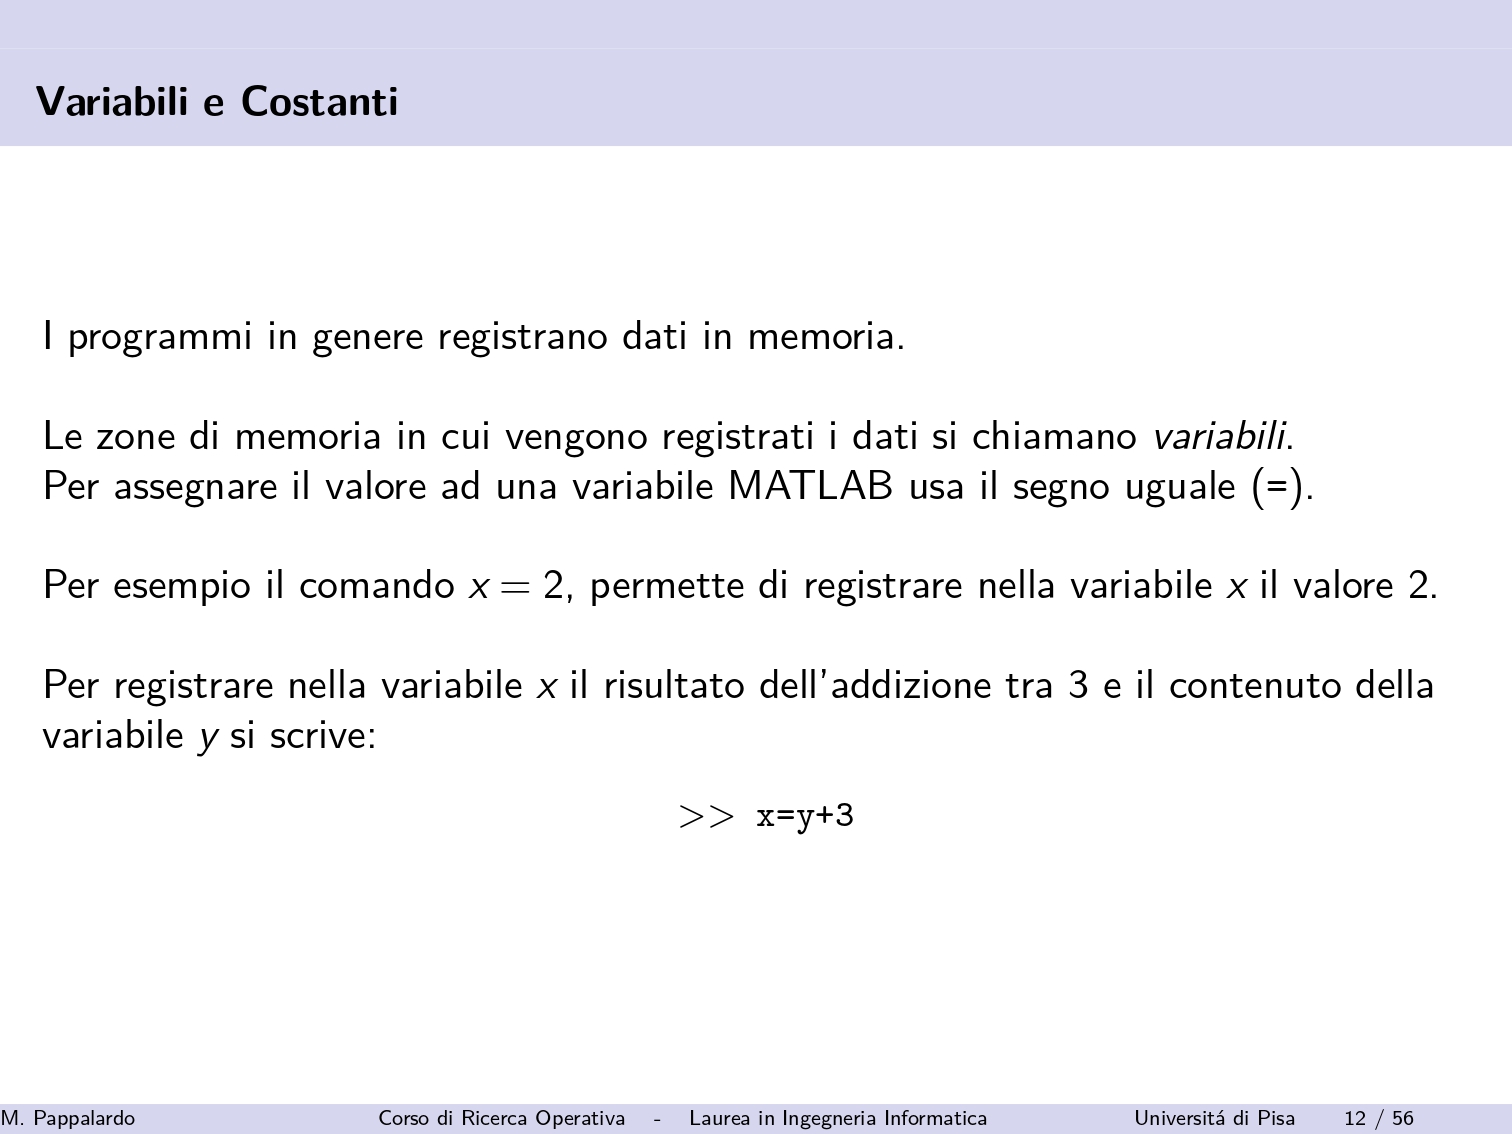 Variabili e Costanti
I programmi in genere registrano dati in memoria.
Le zone di memoria in cui vengono registrati i dati si chiamano variabili.
Per assegnare il valore ad una variabile MATLAB usa il segno uguale (=).
Per esempio il comando x = 2, permette di registrare nella variabile x il valore 2.
Per registrare nella variabile x il risultato dell'addizione tra 3 e il contenuto della
variabile y si scrive:
>> x=y+3
M. Pappalardo Corso di Ricerca Operativa - Laurea in Ingegneria Informatica Universitá di Pisa 12 / 56